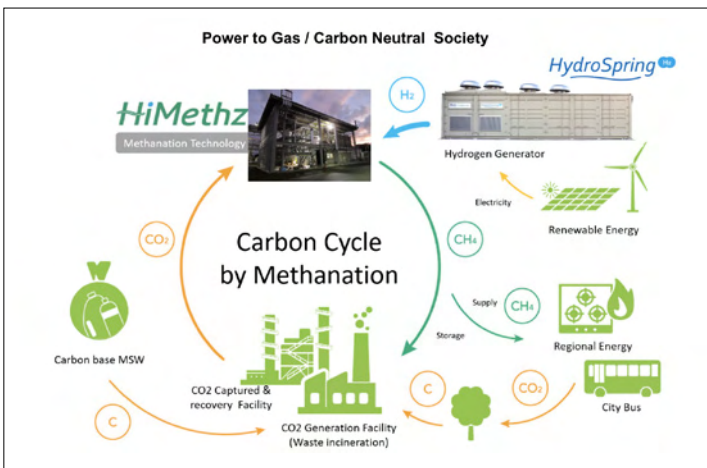 Power to Gas / Carbon Neutral Society
HydroSpring H₂
HiMethz
Methanation Technology
H₂
Hydrogen Generator
Electricity
Renewable Energy
CO₂
Carbon Cycle
by Methanation
CH₄
Supply
CH₄
Storage
Regional Energy
Carbon base MSW
CO2 Captured &
recovery Facility
C
CO2 Generation Facility
(Waste incineration)
C
CO₂
City Bus